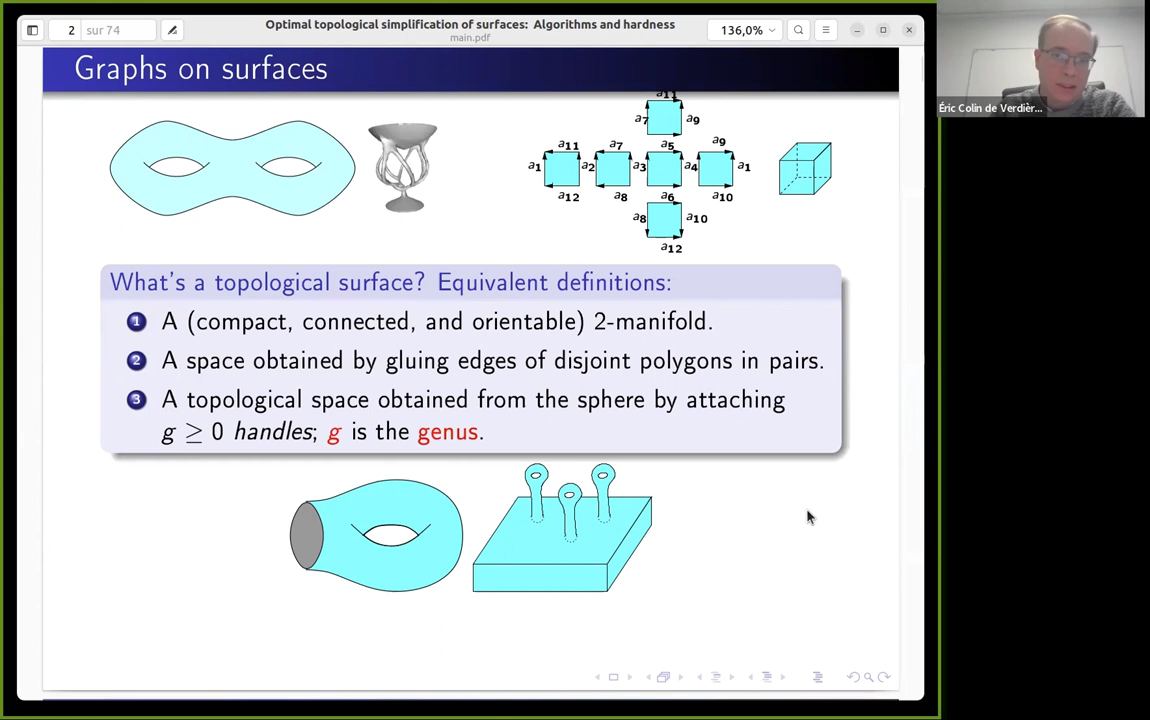 2 sur 74
Optimal topological simplification of surfaces: Algorithms and hardness
main.pdf
136,0%
Éric Colin de Verdièr...
Graphs on surfaces
a11
a7 a9
a11 a7 a5 a9
a1 a2 a3 a4 a1
a12 a8 a6 a10
a8 a10
a12
What's a topological surface? Equivalent definitions:
1 A (compact, connected, and orientable) 2-manifold.
2 A space obtained by gluing edges of disjoint polygons in pairs.
3 A topological space obtained from the sphere by attaching
g ≥ 0 handles; g is the genus.